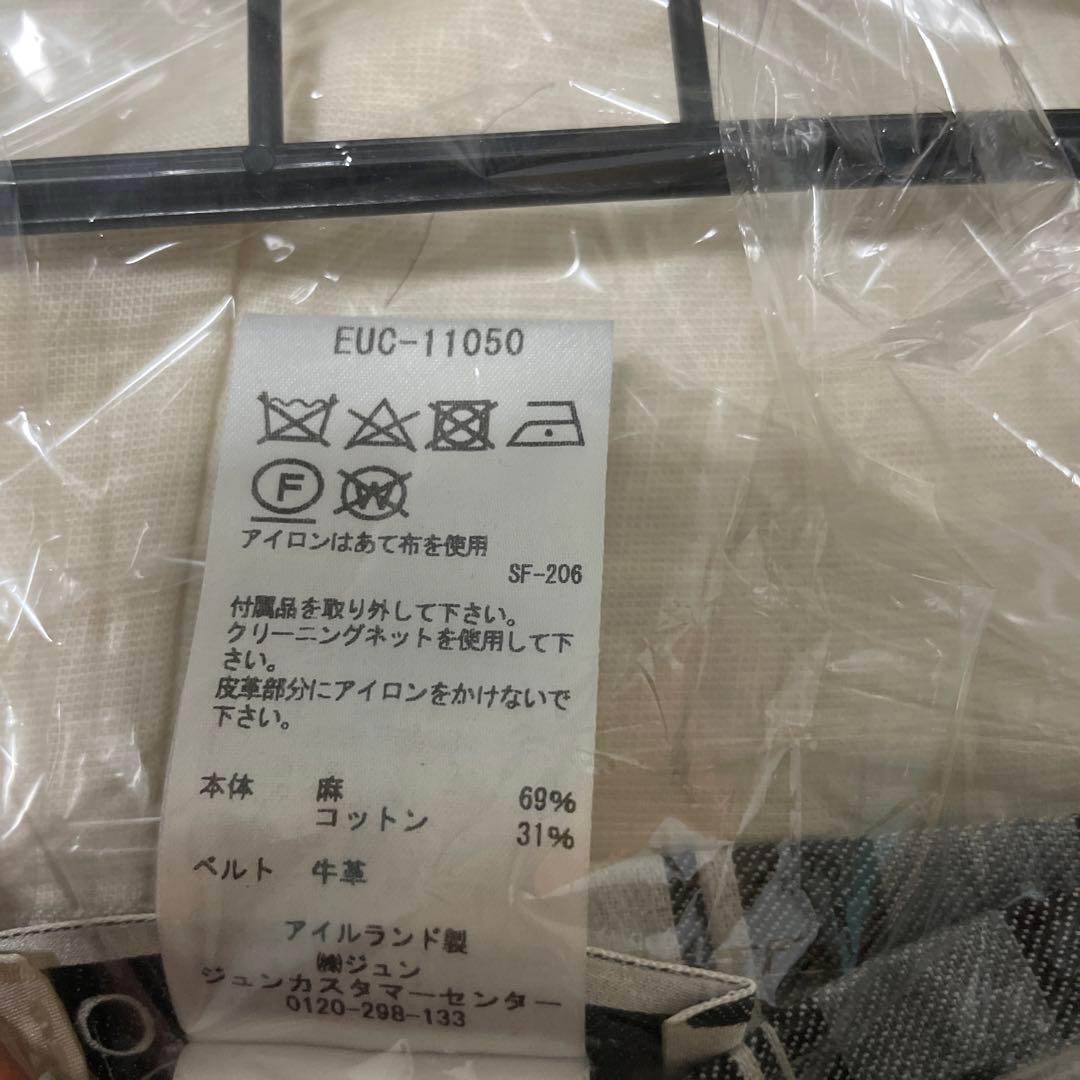 EUC-11050
F W
アイロンはあて布を使用
SF-206
付属品を取り外して下さい。
クリーニングネットを使用して下
さい。
皮革部分にアイロンをかけないで
下さい。
本体 麻 69%
コットン 31%
ベルト 牛革
アイルランド製
㈱ジュン
ジュンカスタマーセンター
0120-298-133